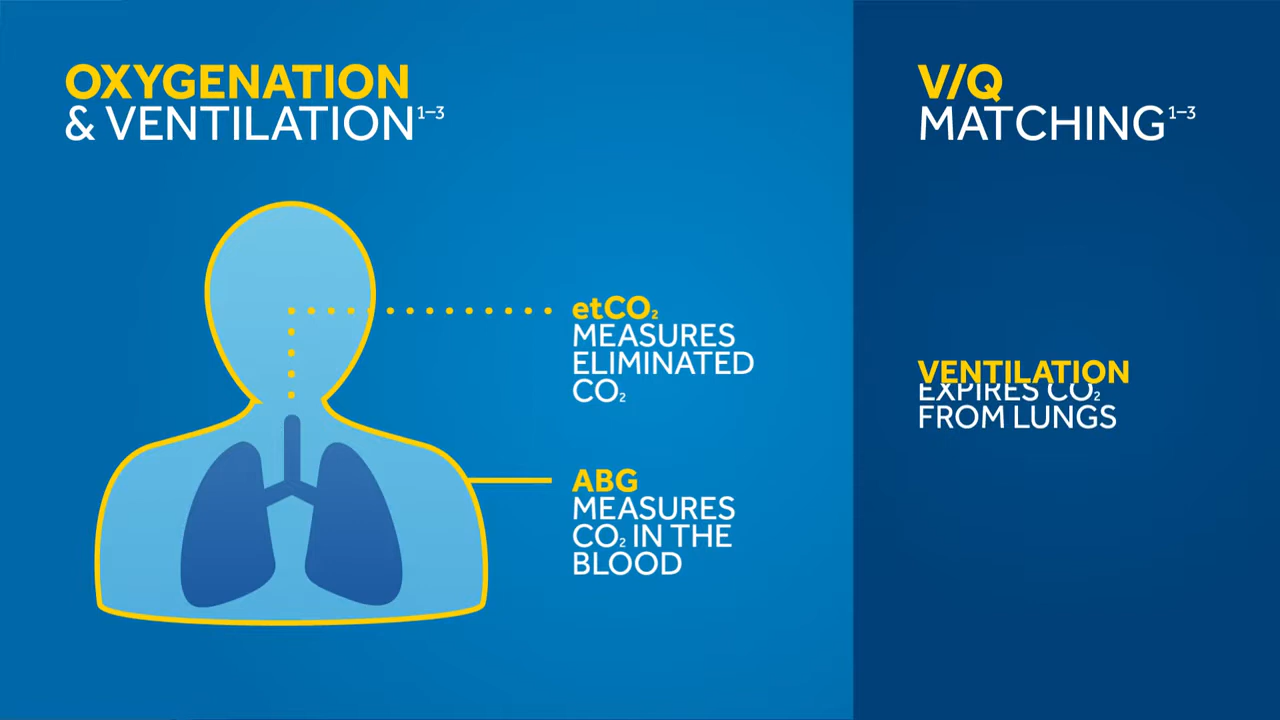 OXYGENATION
& VENTILATION¹⁻³
etCO₂
MEASURES
ELIMINATED
CO₂
ABG
MEASURES
CO₂ IN THE
BLOOD
V/Q
MATCHING¹⁻³
VENTILATION
EXPIRES CO₂
FROM LUNGS